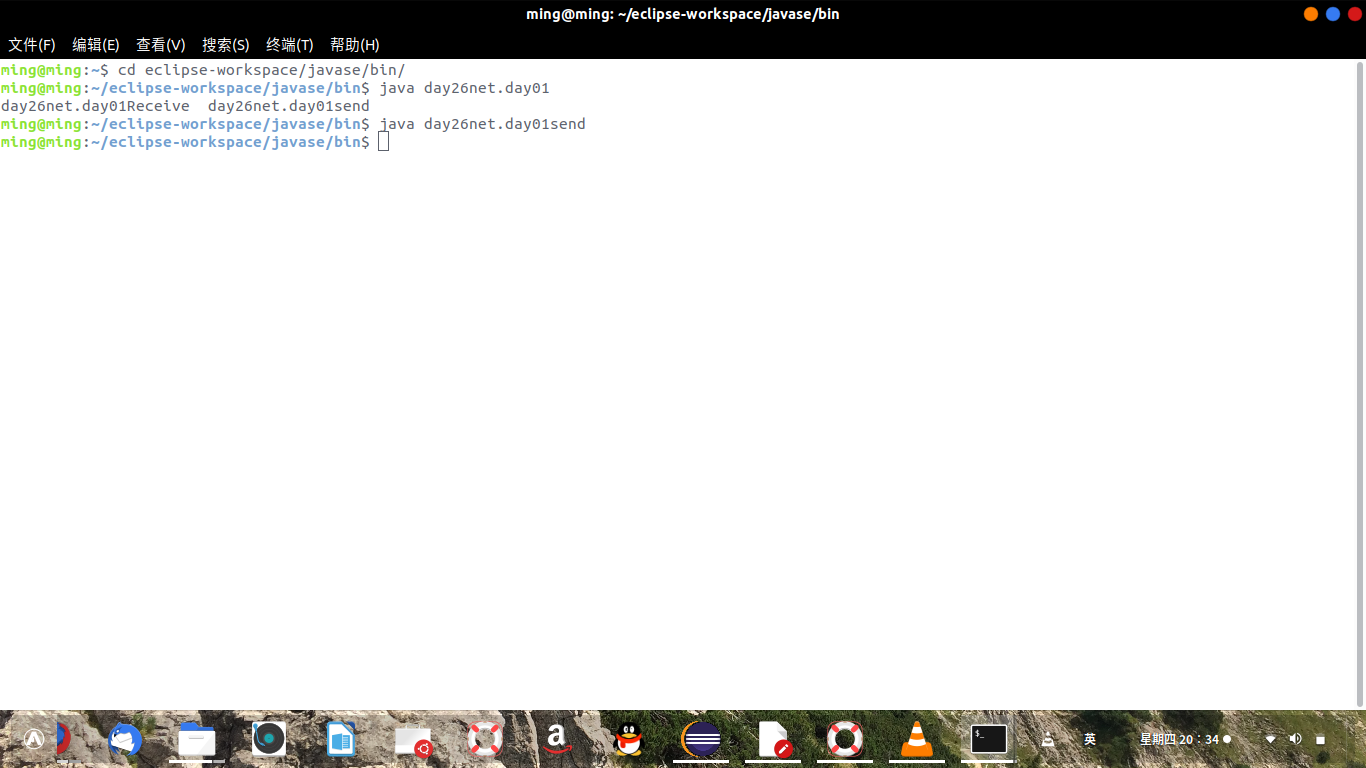 ming@ming: ~/eclipse-workspace/javase/bin
文件(F) 编辑(E) 查看(V) 搜索(S) 终端(T) 帮助(H)
ming@ming:~$ cd eclipse-workspace/javase/bin/
ming@ming:~/eclipse-workspace/javase/bin$ java day26net.day01
day26net.day01Receive  day26net.day01send
ming@ming:~/eclipse-workspace/javase/bin$ java day26net.day01send
ming@ming:~/eclipse-workspace/javase/bin$
a
$_
英
星期四 20：34